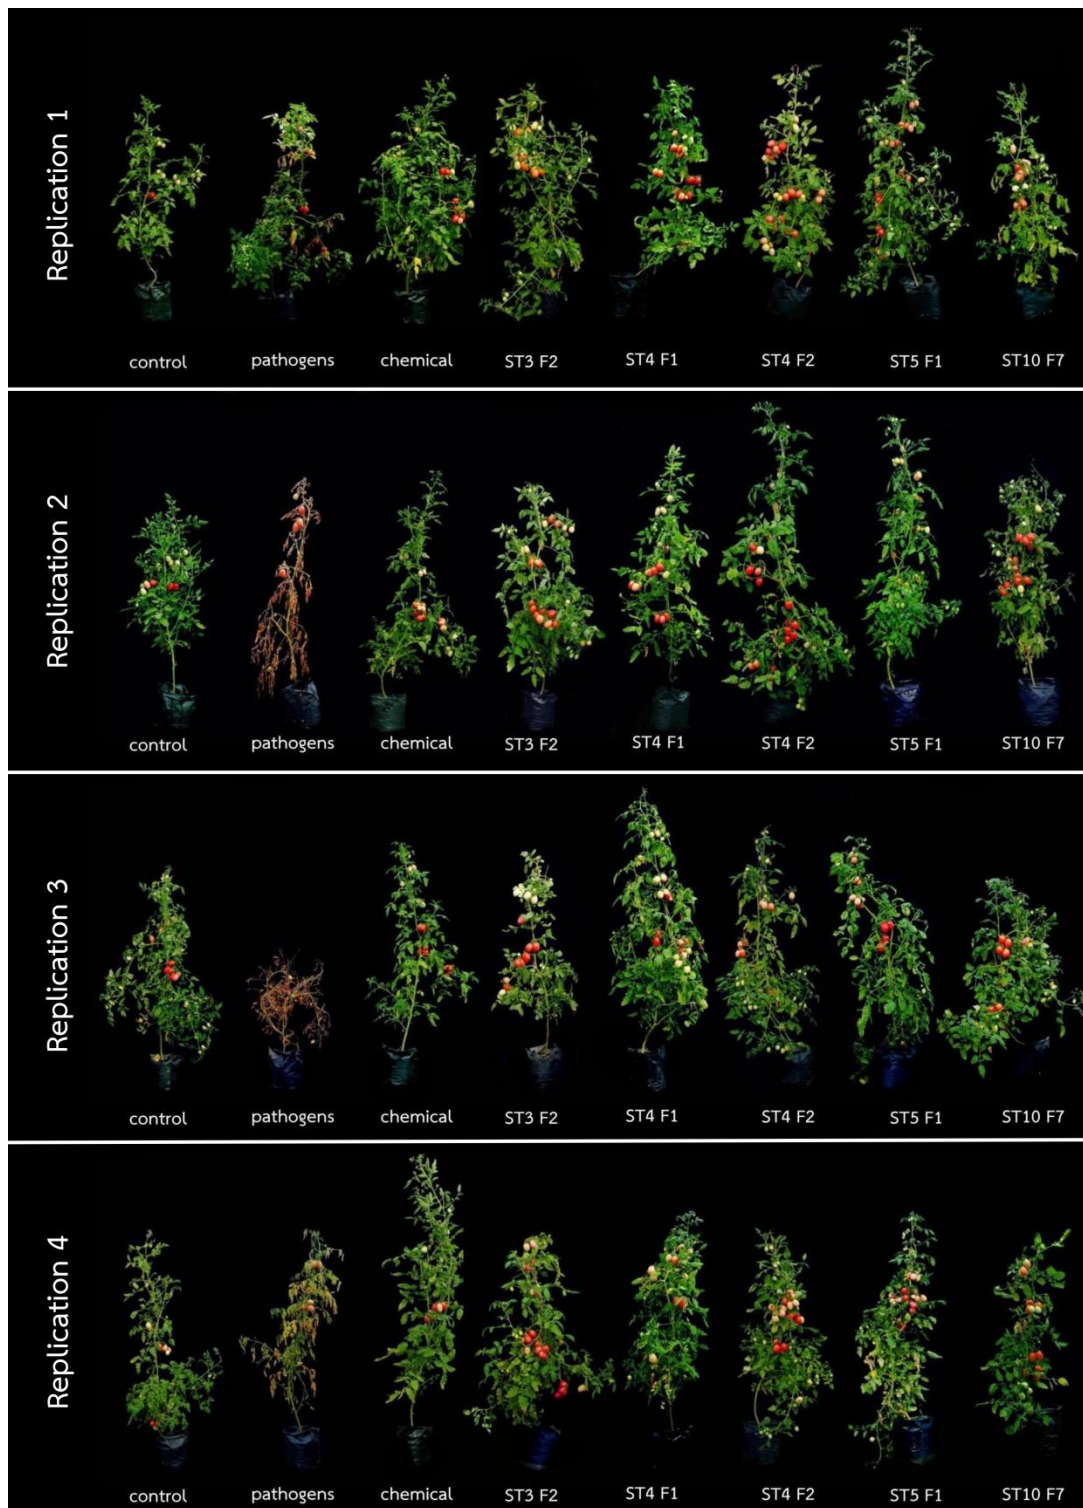 Replication 1
control pathogens chemical ST3 F2 ST4 F1 ST4 F2 ST5 F1 ST10 F7
Replication 2
control pathogens chemical ST3 F2 ST4 F1 ST4 F2 ST5 F1 ST10 F7
Replication 3
control pathogens chemical ST3 F2 ST4 F1 ST4 F2 ST5 F1 ST10 F7
Replication 4
control pathogens chemical ST3 F2 ST4 F1 ST4 F2 ST5 F1 ST10 F7